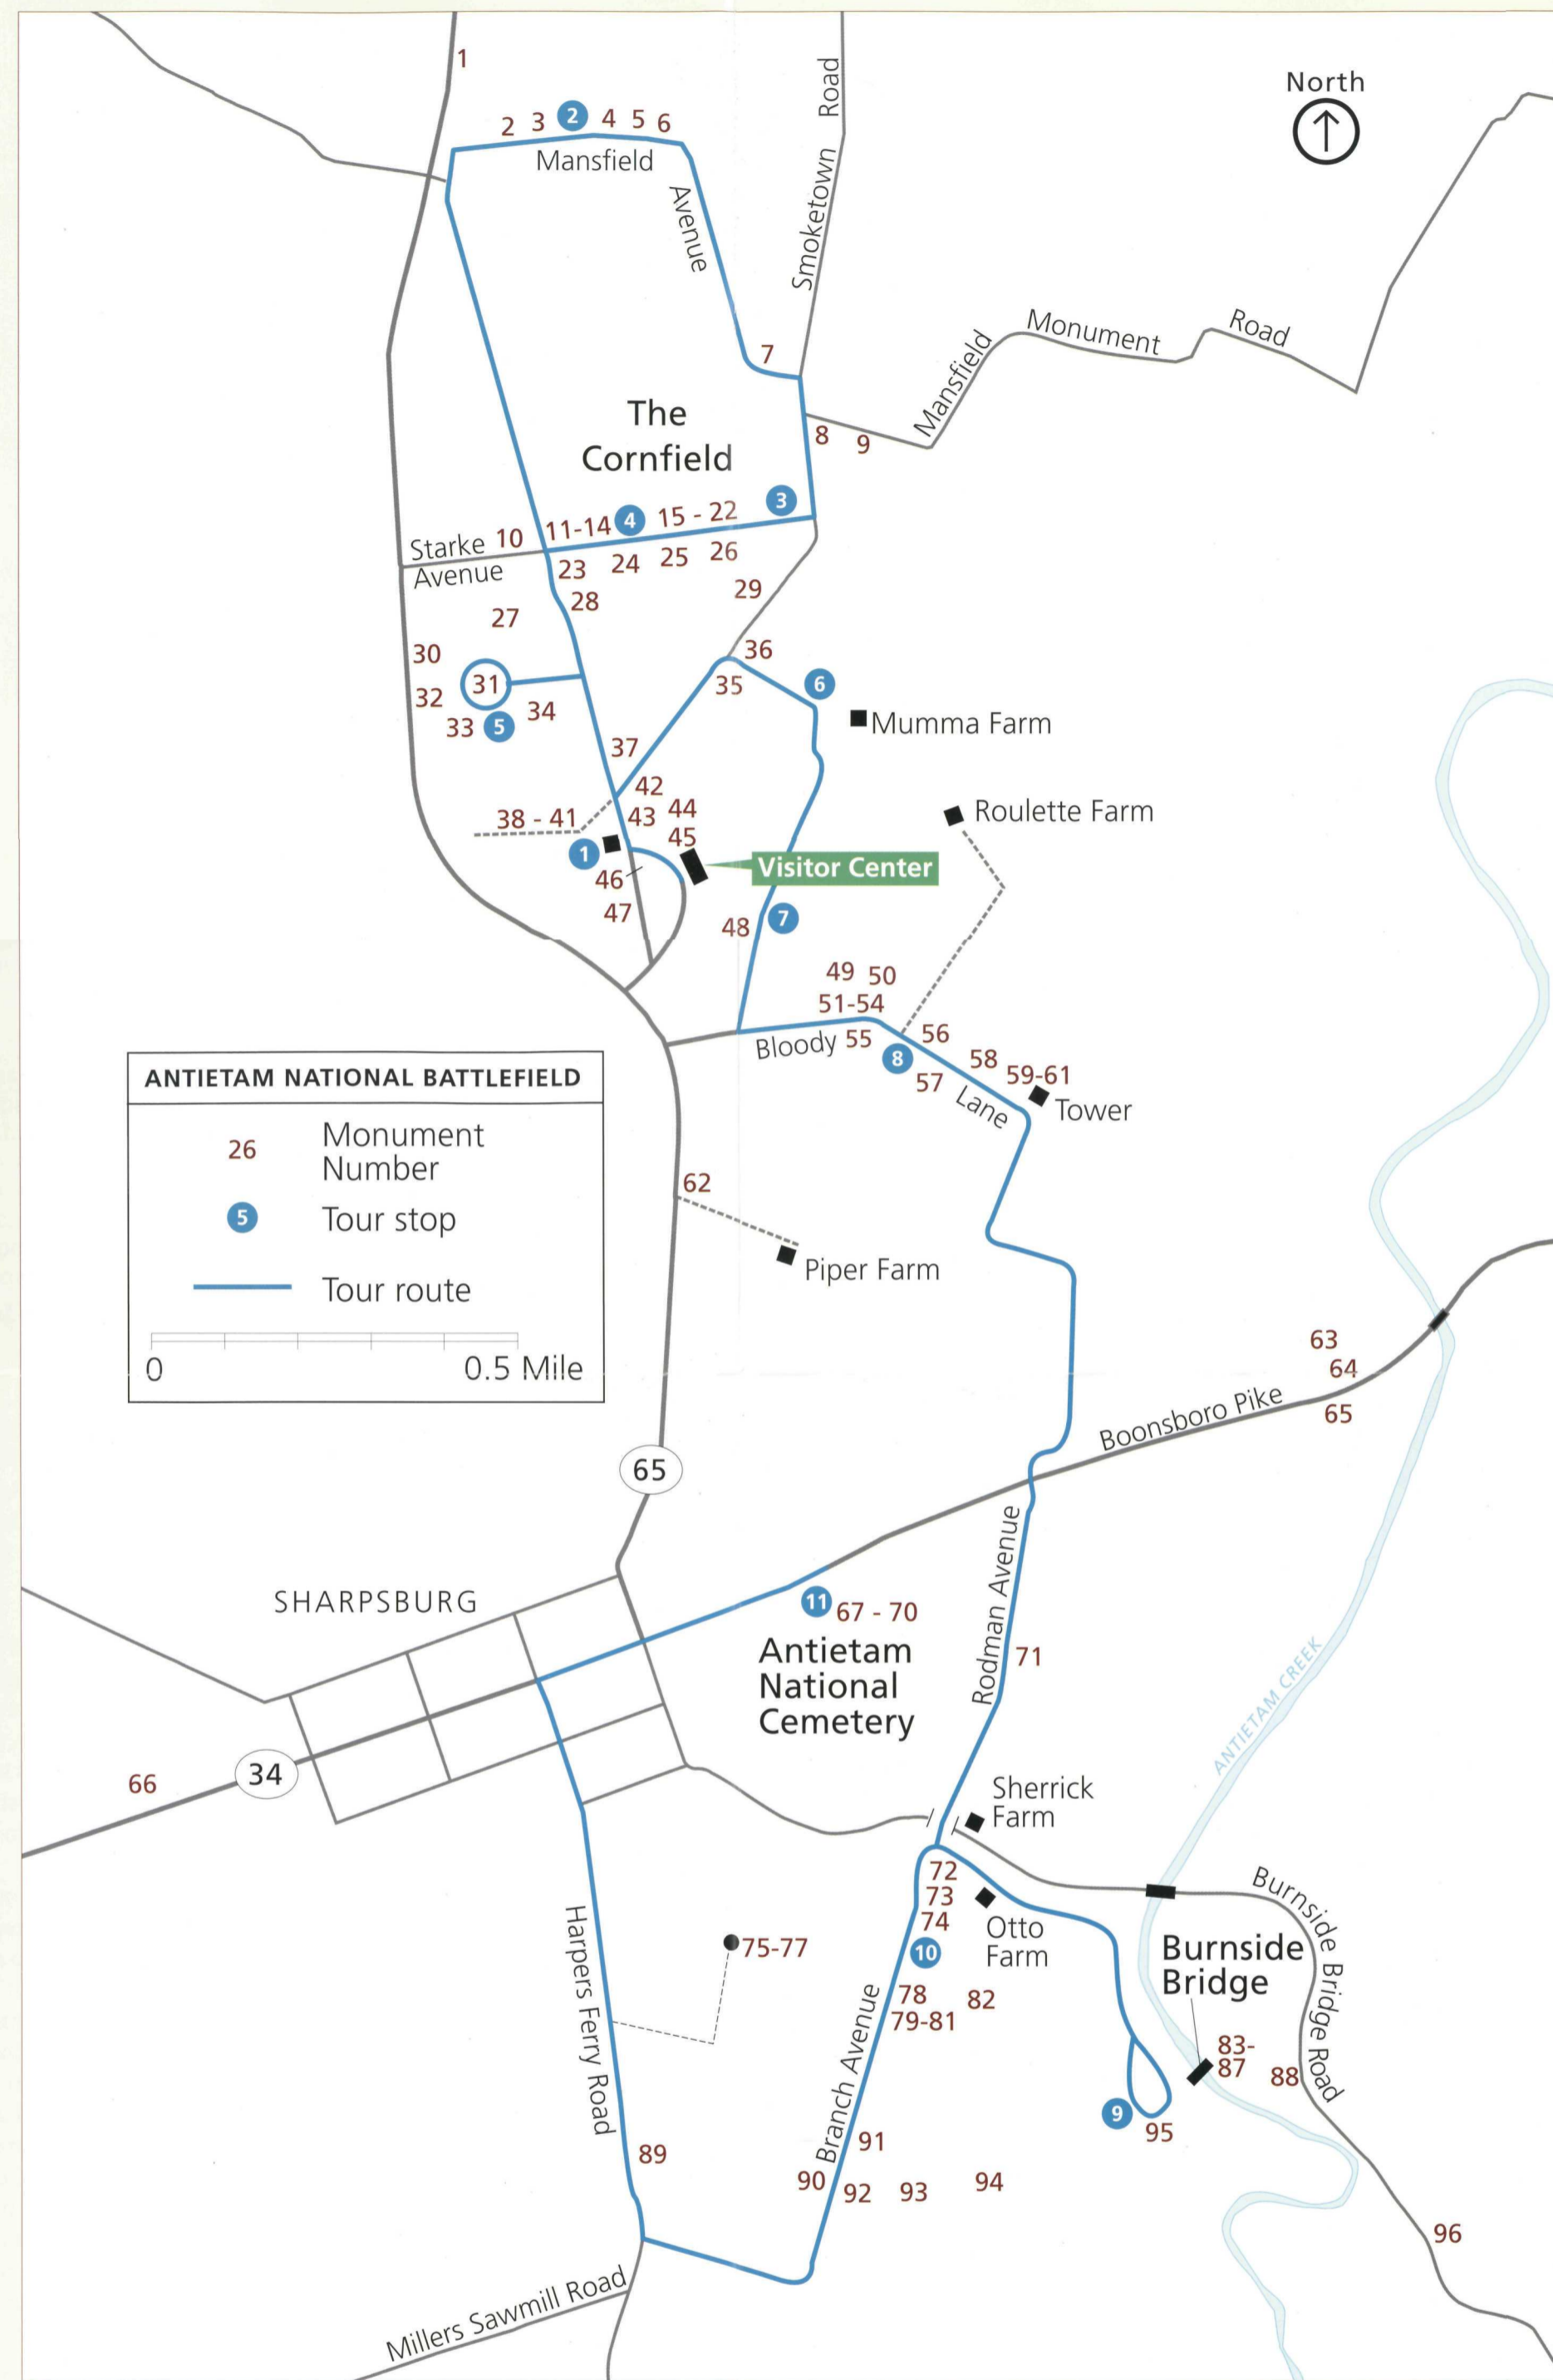 1
North
2 3 2 4 5 6
Mansfield
Avenue
Smoketown Road
7
Mansfield Monument Road
The
Cornfield
8 9
3
Starke 10 11-14 4 15 - 22
Avenue
23 24 25 26
28
29
27
30
36
31
35
6
32
34
33 5
Mumma Farm
37
42
38 - 41
43 44
45
Roulette Farm
1
Visitor Center
46
47
48 7
49 50
51-54
Bloody 55
56
8
57
58
59-61
Lane
Tower
ANTIETAM NATIONAL BATTLEFIELD
26
Monument
Number
5
Tour stop
Tour route
0
0.5 Mile
62
Piper Farm
63
64
65
Boonsboro Pike
65
SHARPSBURG
11 67 - 70
Antietam
National
Cemetery
Rodman Avenue
71
ANTIETAM CREEK
66
34
Sherrick
Farm
72
73
74
10
Otto
Farm
Burnside Bridge Road
Burnside
Bridge
Harpers Ferry Road
75-77
78
79-81
82
83-
87
88
Branch Avenue
9
95
89
91
90
92
93
94
96
Millers Sawmill Road